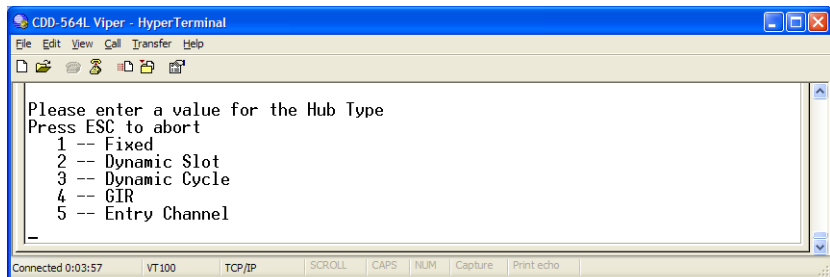 CDD-564L Viper - HyperTerminal
File Edit View Call Transfer Help
Please enter a value for the Hub Type
Press ESC to abort
1 -- Fixed
2 -- Dynamic Slot
3 -- Dynamic Cycle
4 -- GIR
5 -- Entry Channel
_
Connected 0:03:57 VT100 TCP/IP SCROLL CAPS NUM Capture Print echo